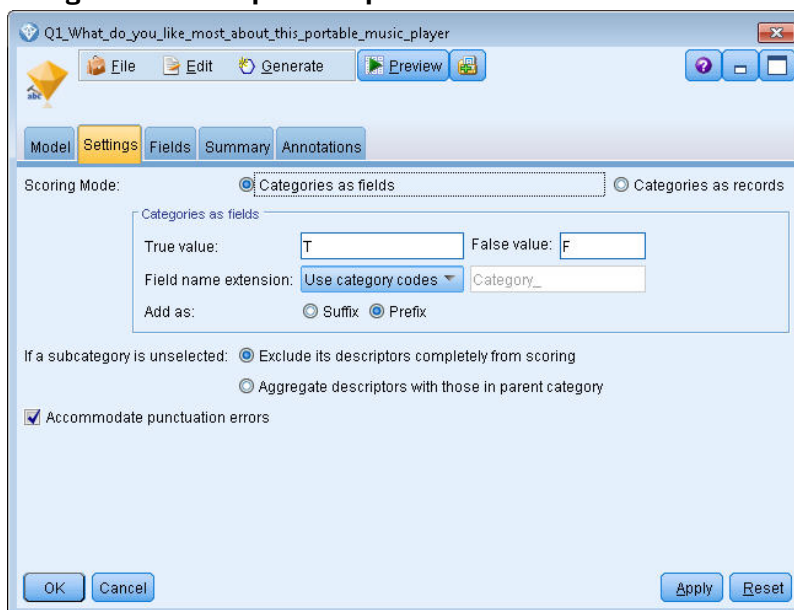 Q1_What_do_you_like_most_about_this_portable_music_player
File Edit Generate Preview
abc
Model Settings Fields Summary Annotations
Scoring Mode: Categories as fields Categories as records
Categories as fields
True value: T False value: F
Field name extension: Use category codes Category_
Add as: Suffix Prefix
If a subcategory is unselected: Exclude its descriptors completely from scoring
Aggregate descriptors with those in parent category
Accommodate punctuation errors
OK Cancel Apply Reset